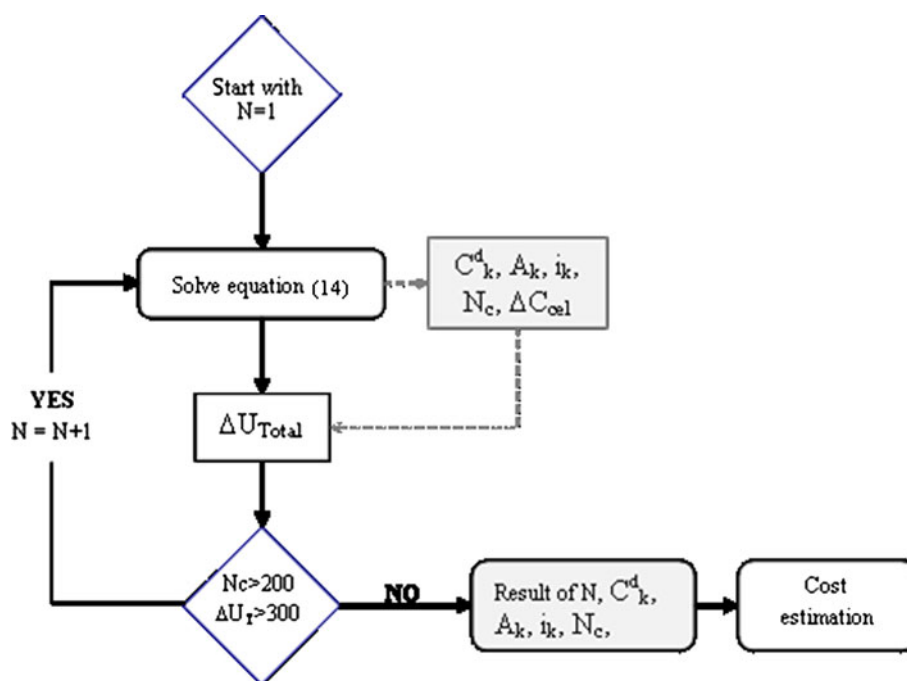 Start with
N=1
Solve equation (14)
C^d_k, A_k, i_k,
N_c, ΔC_cel
YES
N = N+1
ΔU_Total
Nc>200
ΔU_T>300
NO
Result of N, C^d_k,
A_k, i_k, N_c,
Cost
estimation